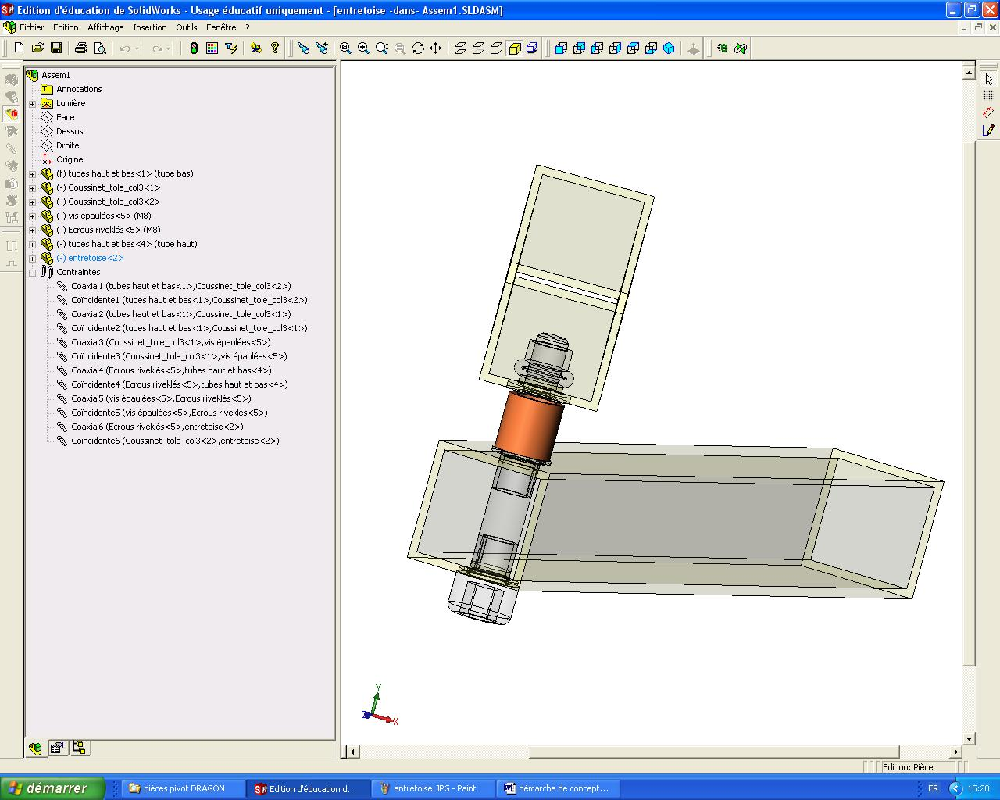 Edition d'éducation de SolidWorks - Usage éducatif uniquement - [entretoise -dans- Assem1.SLDASM]
Fichier Edition Affichage Insertion Outils Fenêtre ?
Assem1
Annotations
Lumière
Face
Dessus
Droite
Origine
(f) tubes haut et bas<1> (tube bas)
(-) Coussinet_tole_col3<1>
(-) Coussinet_tole_col3<2>
(-) vis épaulées<5> (M8)
(-) Ecrous riveklés<5> (M8)
(-) tubes haut et bas<4> (tube haut)
(-) entretoise<2>
Contraintes
Coaxial1 (tubes haut et bas<1>,Coussinet_tole_col3<2>)
Coïncidente1 (tubes haut et bas<1>,Coussinet_tole_col3<2>)
Coaxial2 (tubes haut et bas<1>,Coussinet_tole_col3<1>)
Coïncidente2 (tubes haut et bas<1>,Coussinet_tole_col3<1>)
Coaxial3 (Coussinet_tole_col3<1>,vis épaulées<5>)
Coïncidente3 (Coussinet_tole_col3<1>,vis épaulées<5>)
Coaxial4 (Ecrous riveklés<5>,tubes haut et bas<4>)
Coïncidente4 (Ecrous riveklés<5>,tubes haut et bas<4>)
Coaxial5 (vis épaulées<5>,Ecrous riveklés<5>)
Coïncidente5 (vis épaulées<5>,Ecrous riveklés<5>)
Coaxial6 (Ecrous riveklés<5>,entretoise<2>)
Coïncidente6 (Coussinet_tole_col3<2>,entretoise<2>)
Y
Z
X
Edition: Pièce
démarrer
pièces pivot DRAGON
Edition d'éducation d...
entretoise.JPG - Paint
démarche de concept...
FR
15:28